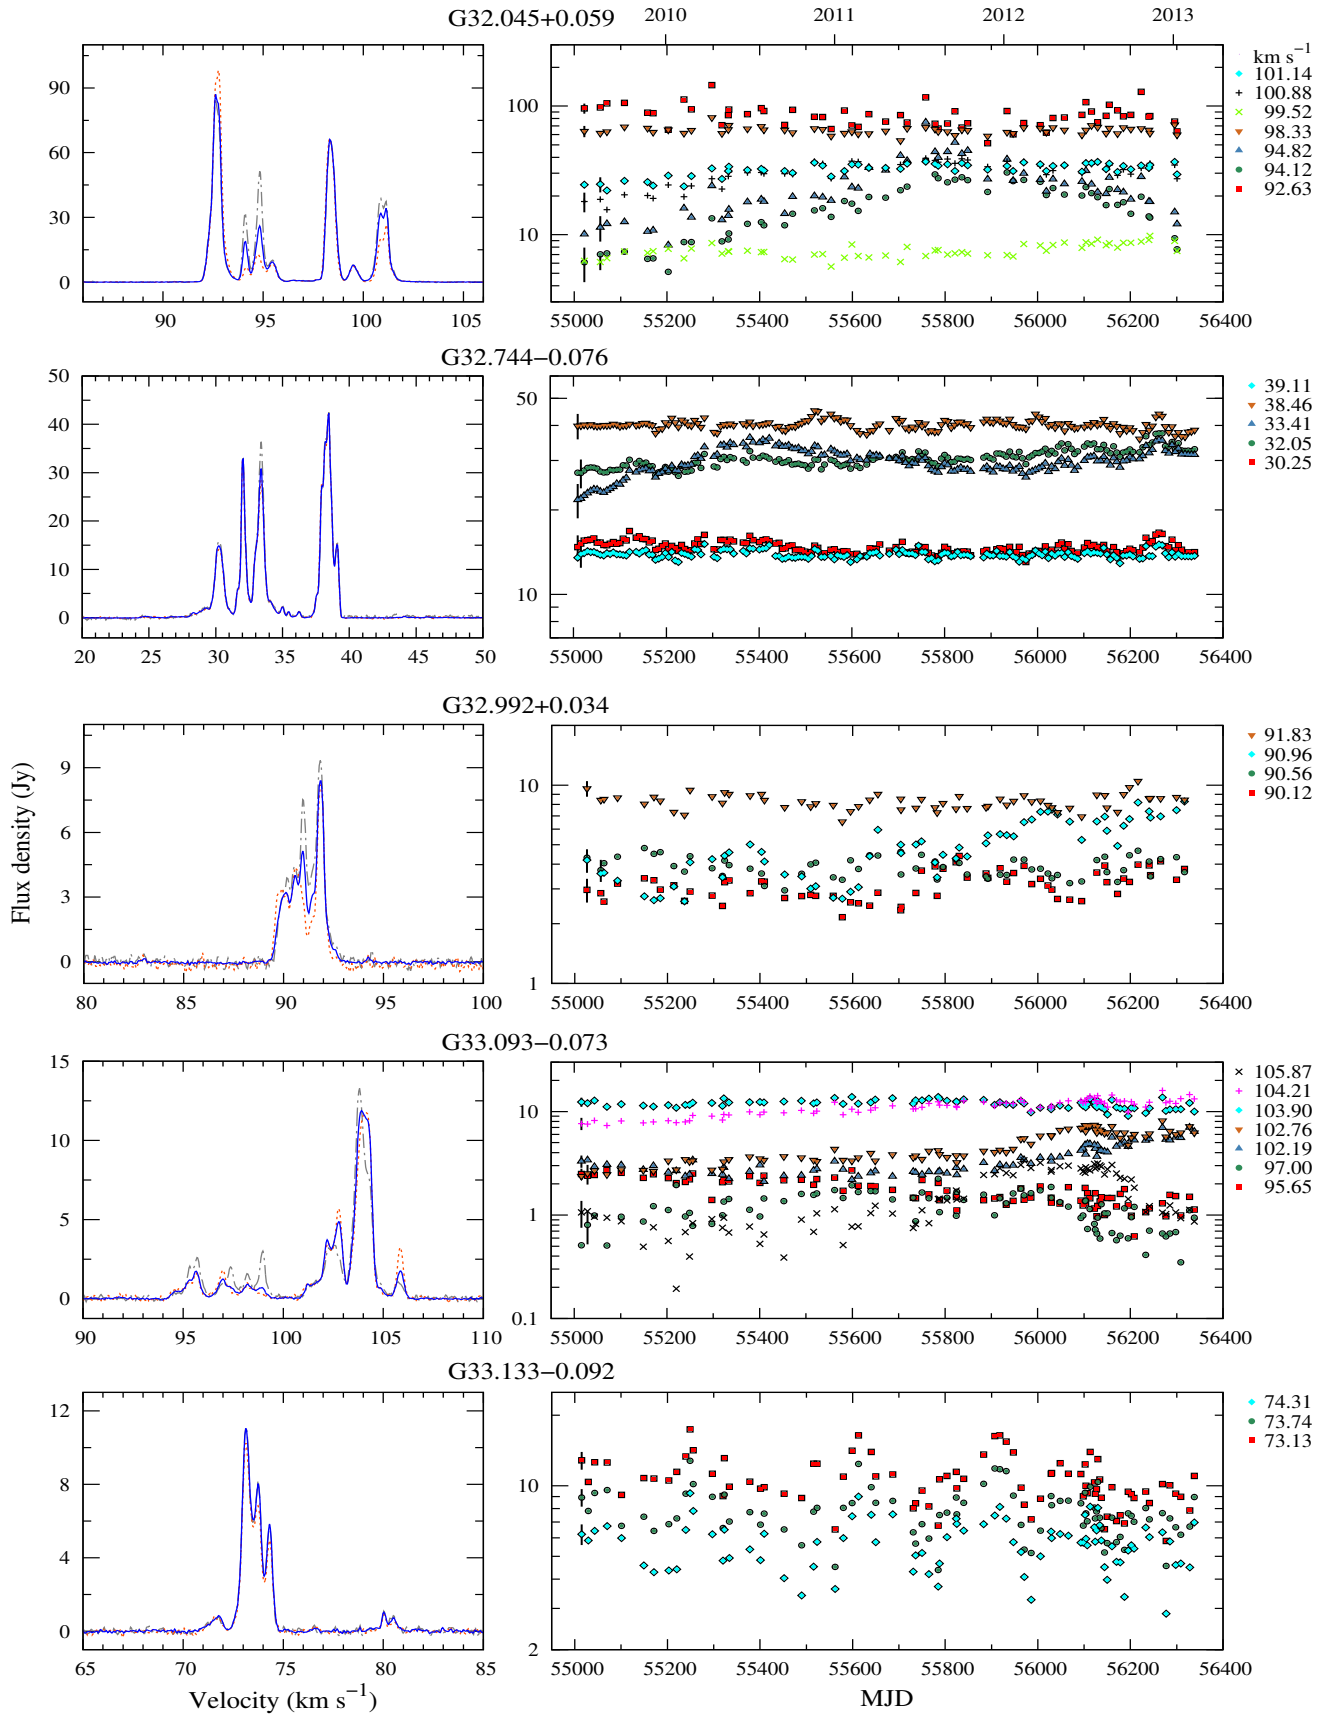 G32.045+0.059
2010 2011 2012 2013
90
60
30
0
90 95 100 105
100
10
55000 55200 55400 55600 55800 56000 56200 56400
km s⁻¹
101.14
100.88
99.52
98.33
94.82
94.12
92.63
G32.744−0.076
50
40
30
20
10
0
20 25 30 35 40 45 50
50
10
55000 55200 55400 55600 55800 56000 56200 56400
39.11
38.46
33.41
32.05
30.25
G32.992+0.034
Flux density (Jy)
9
6
3
0
80 85 90 95 100
10
1
55000 55200 55400 55600 55800 56000 56200 56400
91.83
90.96
90.56
90.12
G33.093−0.073
15
10
5
0
90 95 100 105 110
10
1
0.1
55000 55200 55400 55600 55800 56000 56200 56400
105.87
104.21
103.90
102.76
102.19
97.00
95.65
G33.133−0.092
12
8
4
0
65 70 75 80 85
Velocity (km s⁻¹)
10
2
55000 55200 55400 55600 55800 56000 56200 56400
MJD
74.31
73.74
73.13